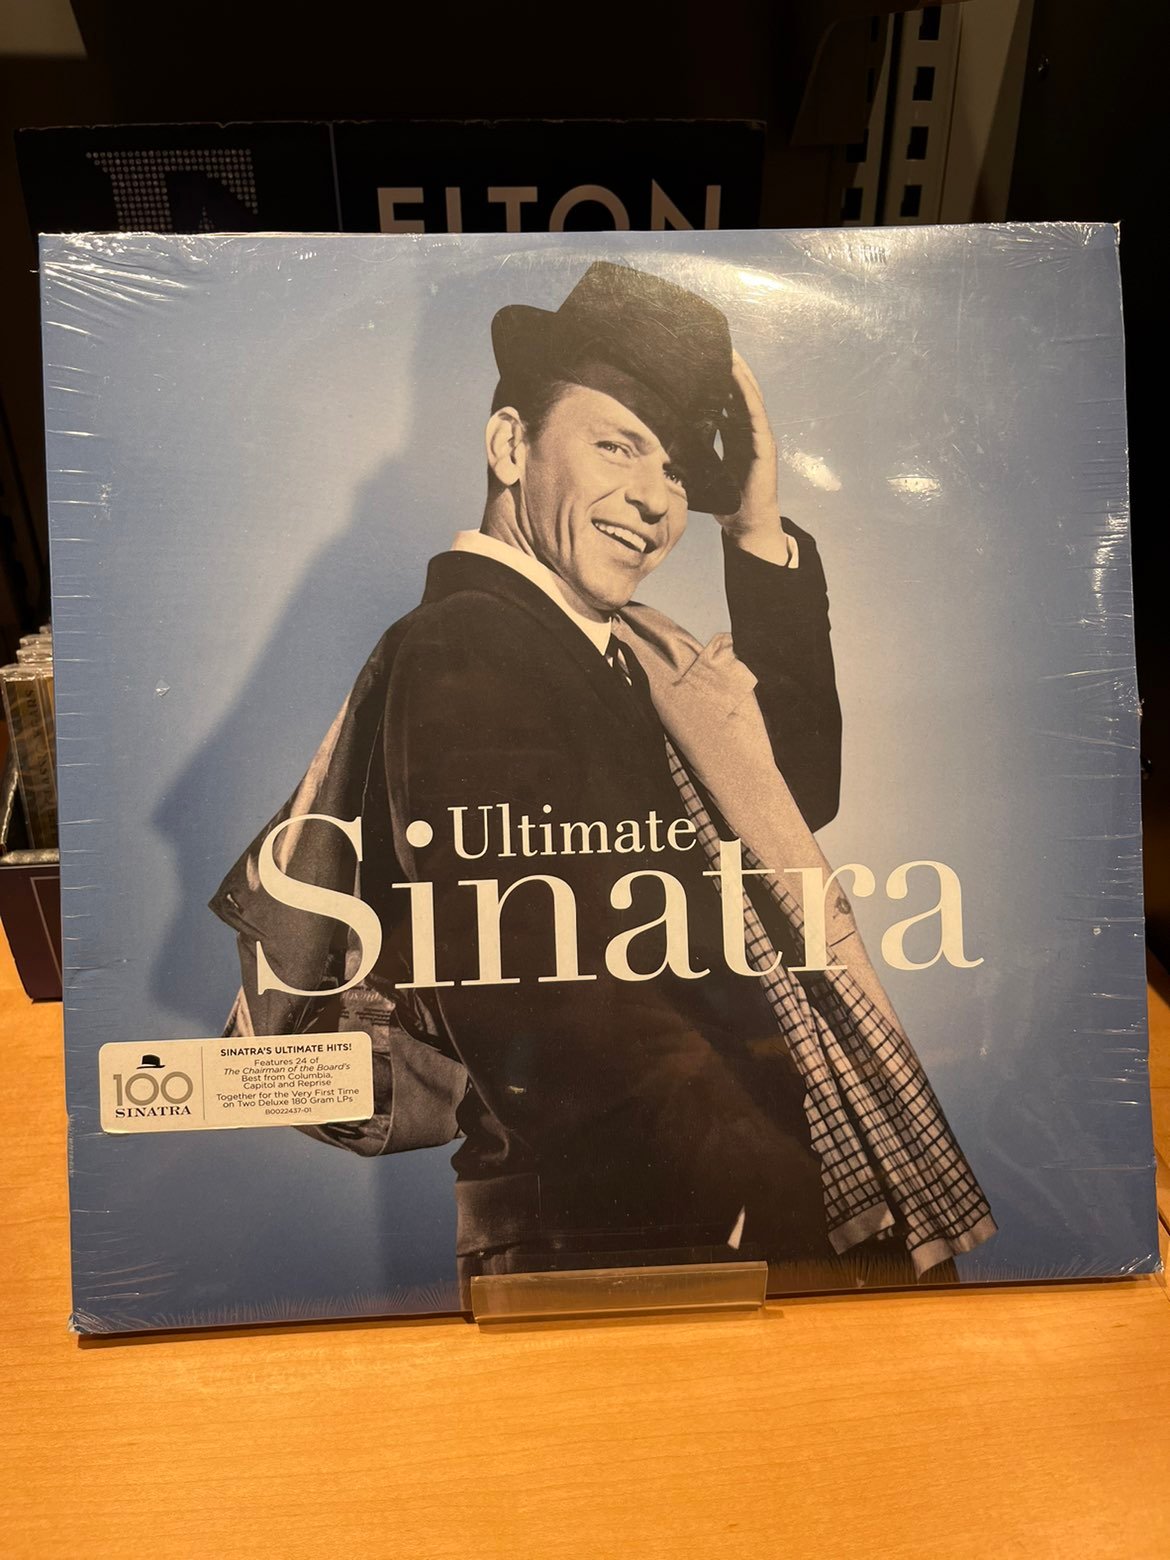 ELTON
Ultimate
Sinatra
100
SINATRA
SINATRA'S ULTIMATE HITS!
Features 24 of
The Chairman of the Board's
Best from Columbia,
Capitol and Reprise
Together for the Very First Time
on Two Deluxe 180 Gram LPs
B0022437-01